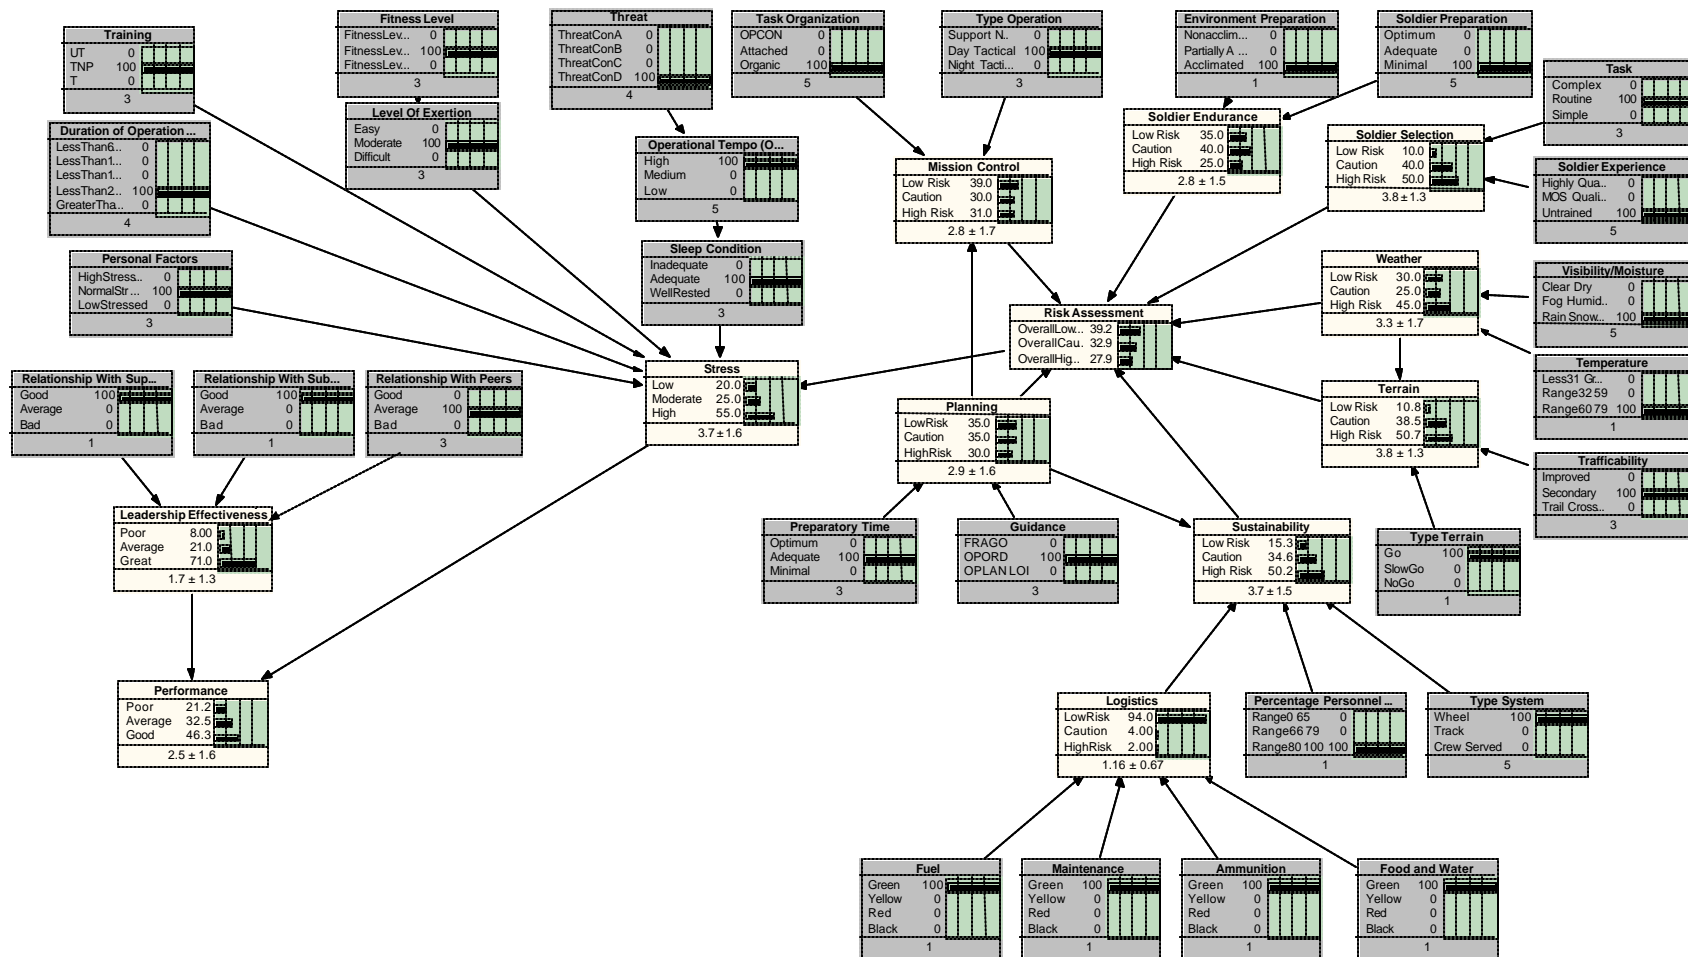 Training
UT 0
TNP 100
T 0
3
Fitness Level
FitnessLev... 0
FitnessLev... 100
FitnessLev... 0
3
Threat
ThreatConA 0
ThreatConB 0
ThreatConC 0
ThreatConD 100
4
Task Organization
OPCON 0
Attached 0
Organic 100
5
Type Operation
Support N.. 0
Day Tactical 100
Night Tacti... 0
3
Environment Preparation
Nonacclim... 0
Partially A ... 0
Acclimated 100
1
Soldier Preparation
Optimum 0
Adequate 0
Minimal 100
5
Task
Complex 0
Routine 100
Simple 0
3
Duration of Operation ...
LessThan6... 0
LessThan1... 0
LessThan1... 0
LessThan2... 100
GreaterTha... 0
4
Level Of Exertion
Easy 0
Moderate 100
Difficult 0
3
Operational Tempo (O...
High 100
Medium 0
Low 0
5
Mission Control
Low Risk 39.0
Caution 30.0
High Risk 31.0
2.8 ± 1.7
Soldier Endurance
Low Risk 35.0
Caution 40.0
High Risk 25.0
2.8 ± 1.5
Soldier Selection
Low Risk 10.0
Caution 40.0
High Risk 50.0
3.8 ± 1.3
Soldier Experience
Highly Qua... 0
MOS Quali... 0
Untrained 100
5
Personal Factors
HighStress.. 0
NormalStr ... 100
LowStressed 0
3
Sleep Condition
Inadequate 0
Adequate 100
WellRested 0
3
Weather
Low Risk 30.0
Caution 25.0
High Risk 45.0
3.3 ± 1.7
Visibility/Moisture
Clear Dry 0
Fog Humid.. 0
Rain Snow... 100
5
Risk Assessment
OverallLow... 39.2
OverallCau.. 32.9
OverallHig... 27.9
Temperature
Less31 Gr... 0
Range32 59 0
Range60 79 100
1
Relationship With Sup...
Good 100
Average 0
Bad 0
1
Relationship With Sub...
Good 100
Average 0
Bad 0
1
Relationship With Peers
Good 0
Average 100
Bad 0
3
Stress
Low 20.0
Moderate 25.0
High 55.0
3.7 ± 1.6
Planning
LowRisk 35.0
Caution 35.0
HighRisk 30.0
2.9 ± 1.6
Terrain
Low Risk 10.8
Caution 38.5
High Risk 50.7
3.8 ± 1.3
Trafficability
Improved 0
Secondary 100
Trail Cross... 0
3
Leadership Effectiveness
Poor 8.00
Average 21.0
Great 71.0
1.7 ± 1.3
Preparatory Time
Optimum 0
Adequate 100
Minimal 0
3
Guidance
FRAGO 0
OPORD 100
OPLAN LOI 0
3
Sustainability
Low Risk 15.3
Caution 34.6
High Risk 50.2
3.7 ± 1.5
Type Terrain
Go 100
SlowGo 0
NoGo 0
1
Performance
Poor 21.2
Average 32.5
Good 46.3
2.5 ± 1.6
Logistics
LowRisk 94.0
Caution 4.00
HighRisk 2.00
1.16 ± 0.67
Percentage Personnel ...
Range0 65 0
Range66 79 0
Range80 100 100
1
Type System
Wheel 100
Track 0
Crew Served 0
5
Fuel
Green 100
Yellow 0
Red 0
Black 0
1
Maintenance
Green 100
Yellow 0
Red 0
Black 0
1
Ammunition
Green 100
Yellow 0
Red 0
Black 0
1
Food and Water
Green 100
Yellow 0
Red 0
Black 0
1